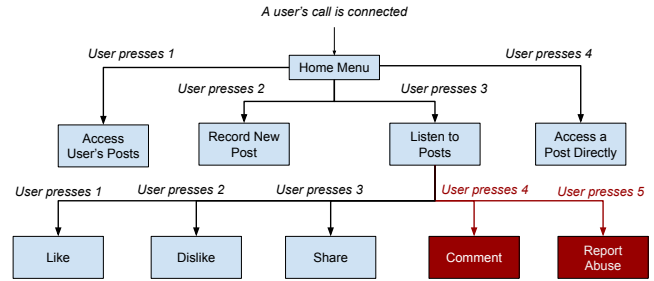 A user's call is connected
User presses 1
User presses 4
Home Menu
User presses 2
User presses 3
Access
User's Posts
Record New
Post
Listen to
Posts
Access a
Post Directly
User presses 1
User presses 2
User presses 3
User presses 4
User presses 5
Like
Dislike
Share
Comment
Report
Abuse